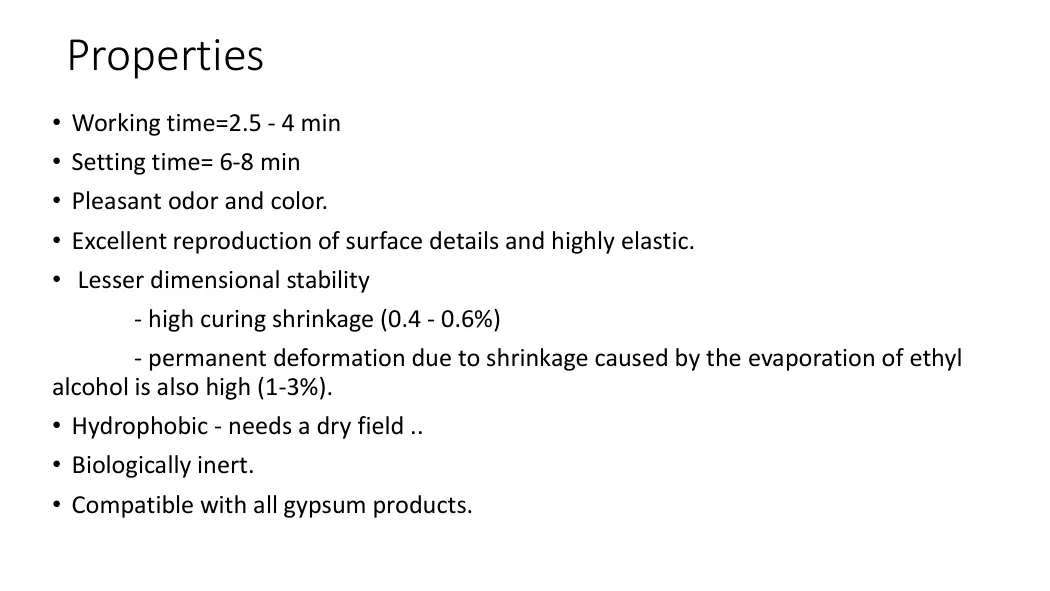 Properties
• Working time=2.5 - 4 min
• Setting time= 6-8 min
• Pleasant odor and color.
• Excellent reproduction of surface details and highly elastic.
• Lesser dimensional stability
- high curing shrinkage (0.4 - 0.6%)
- permanent deformation due to shrinkage caused by the evaporation of ethyl
alcohol is also high (1-3%).
• Hydrophobic - needs a dry field ..
• Biologically inert.
• Compatible with all gypsum products.